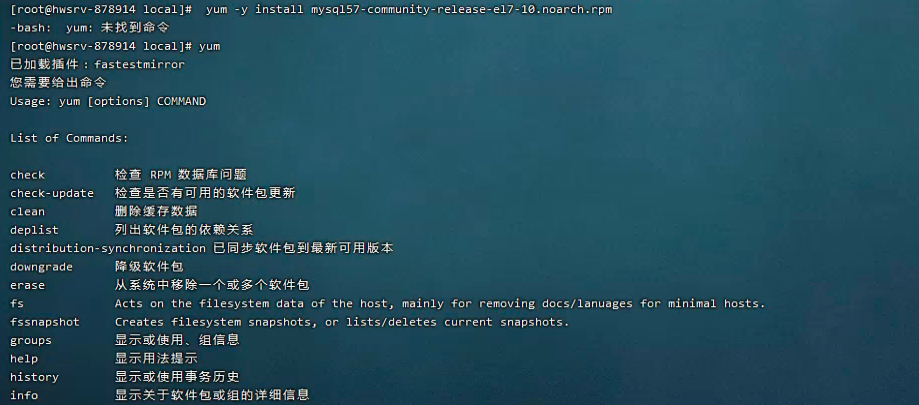 [root@hwsrv-878914 local]#  yum -y install mysql57-community-release-el7-10.noarch.rpm
-bash:  yum: 未找到命令
[root@hwsrv-878914 local]# yum
已加载插件：fastestmirror
您需要给出命令
Usage: yum [options] COMMAND
List of Commands:
check 检查 RPM 数据库问题
check-update 检查是否有可用的软件包更新
clean 删除缓存数据
deplist 列出软件包的依赖关系
distribution-synchronization 已同步软件包到最新可用版本
downgrade 降级软件包
erase 从系统中移除一个或多个软件包
fs Acts on the filesystem data of the host, mainly for removing docs/lanuages for minimal hosts.
fssnapshot Creates filesystem snapshots, or lists/deletes current snapshots.
groups 显示或使用、组信息
help 显示用法提示
history 显示或使用事务历史
info 显示关于软件包或组的详细信息